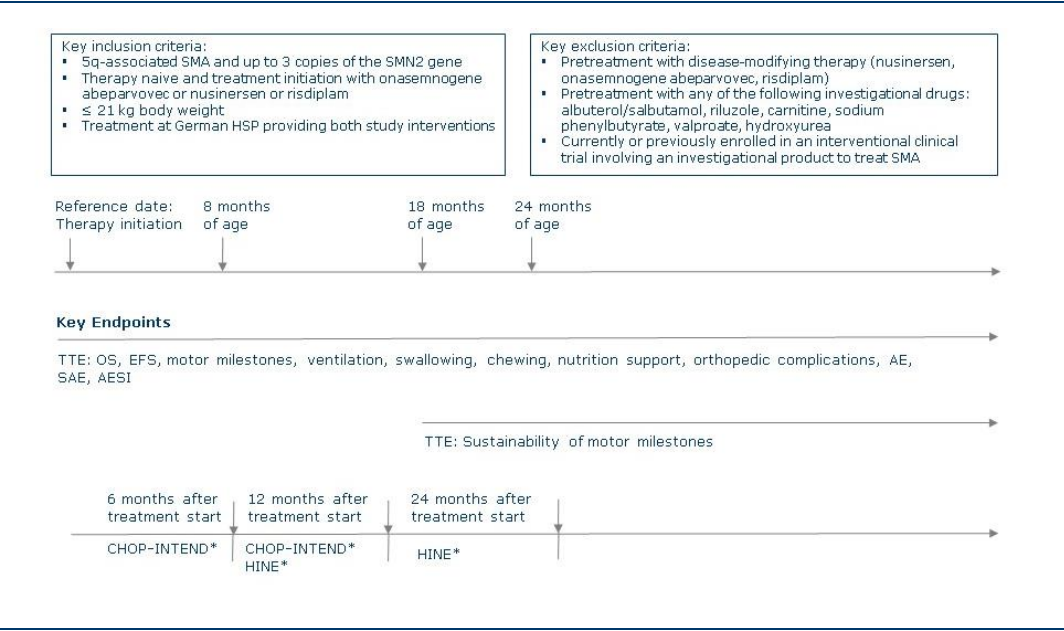 Key inclusion criteria:
▪ 5q-associated SMA and up to 3 copies of the SMN2 gene
▪ Therapy naive and treatment initiation with onasemnogene
abeparvovec or nusinersen or risdiplam
▪ ≤ 21 kg body weight
▪ Treatment at German HSP providing both study interventions
Key exclusion criteria:
▪ Pretreatment with disease-modifying therapy (nusinersen,
onasemnogene abeparvovec, risdiplam)
▪ Pretreatment with any of the following investigational drugs:
albuterol/salbutamol, riluzole, carnitine, sodium
phenylbutyrate, valproate, hydroxyurea
▪ Currently or previously enrolled in an interventional clinical
trial involving an investigational product to treat SMA
Reference date:
Therapy initiation
8 months
of age
18 months
of age
24 months
of age
Key Endpoints
TTE: OS, EFS, motor milestones, ventilation, swallowing, chewing, nutrition support, orthopedic complications, AE,
SAE, AESI
TTE: Sustainability of motor milestones
6 months after
treatment start
12 months after
treatment start
24 months after
treatment start
CHOP-INTEND*
CHOP-INTEND*
HINE*
HINE*